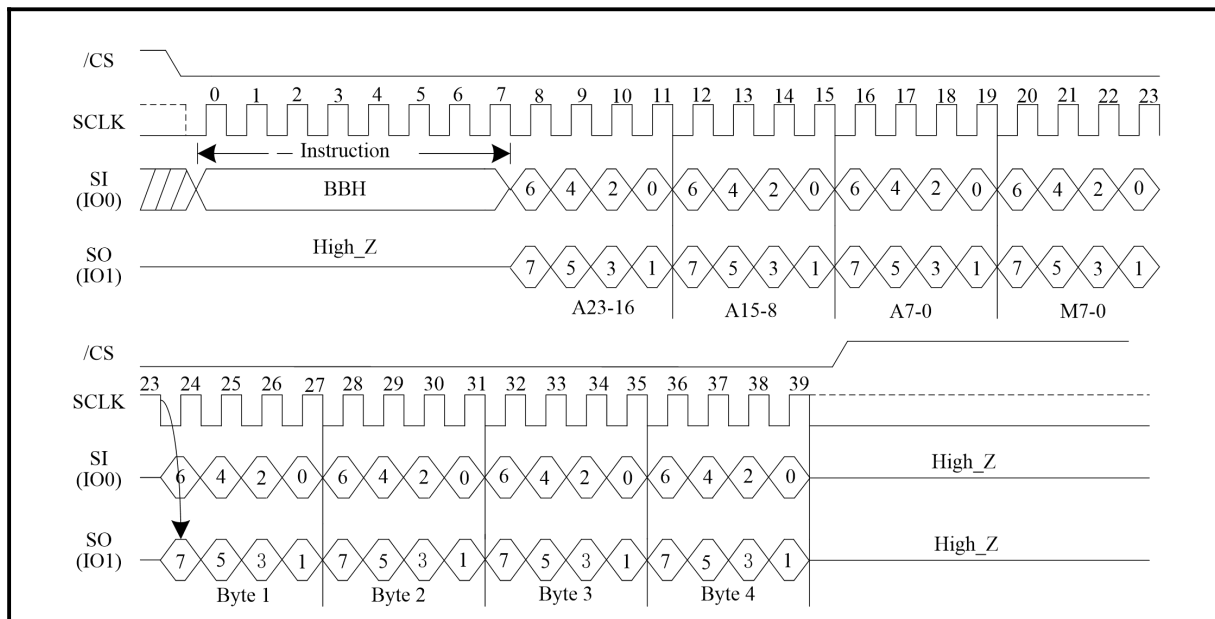 /CS
0 1 2 3 4 5 6 7 8 9 10 11 12 13 14 15 16 17 18 19 20 21 22 23
SCLK
Instruction
SI
(IO0)
BBH
6 4 2 0 6 4 2 0 6 4 2 0 6 4 2 0
SO
(IO1)
High_Z
7 5 3 1 7 5 3 1 7 5 3 1 7 5 3 1
A23-16 A15-8 A7-0 M7-0
/CS
23 24 25 26 27 28 29 30 31 32 33 34 35 36 37 38 39
SCLK
SI
(IO0)
6 4 2 0 6 4 2 0 6 4 2 0 6 4 2 0
High_Z
SO
(IO1)
7 5 3 1 7 5 3 1 7 5 3 1 7 5 3 1
High_Z
Byte 1 Byte 2 Byte 3 Byte 4